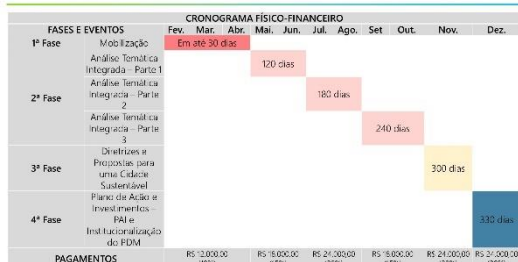 CRONOGRAMA FÍSICO-FINANCEIRO
FASES E EVENTOS Fev. Mar. Abr. Mai. Jun. Jul. Ago. Set Out. Nov. Dez.
1ª Fase Mobilização Em até 30 dias
Análise Temática
Integrada – Parte 1
120 dias
2ª Fase
Análise Temática
Integrada – Parte
2
180 dias
Análise Temática
Integrada – Parte
3
240 dias
3ª Fase
Diretrizes e
Propostas para
uma Cidade
Sustentável
300 dias
4ª Fase
Plano de Ação e
Investimentos –
PAI e
Institucionalização
do PDM
330 dias
PAGAMENTOS R$ 12.000,00 R$ 18.000,00 R$ 24.000,00 R$ 18.000,00 R$ 24.000,00 R$ 24.000,00